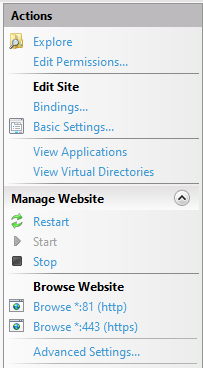 Actions
Explore
Edit Permissions...
Edit Site
Bindings...
Basic Settings...
View Applications
View Virtual Directories
Manage Website
Restart
Start
Stop
Browse Website
Browse *:81 (http)
Browse *:443 (https)
Advanced Settings...